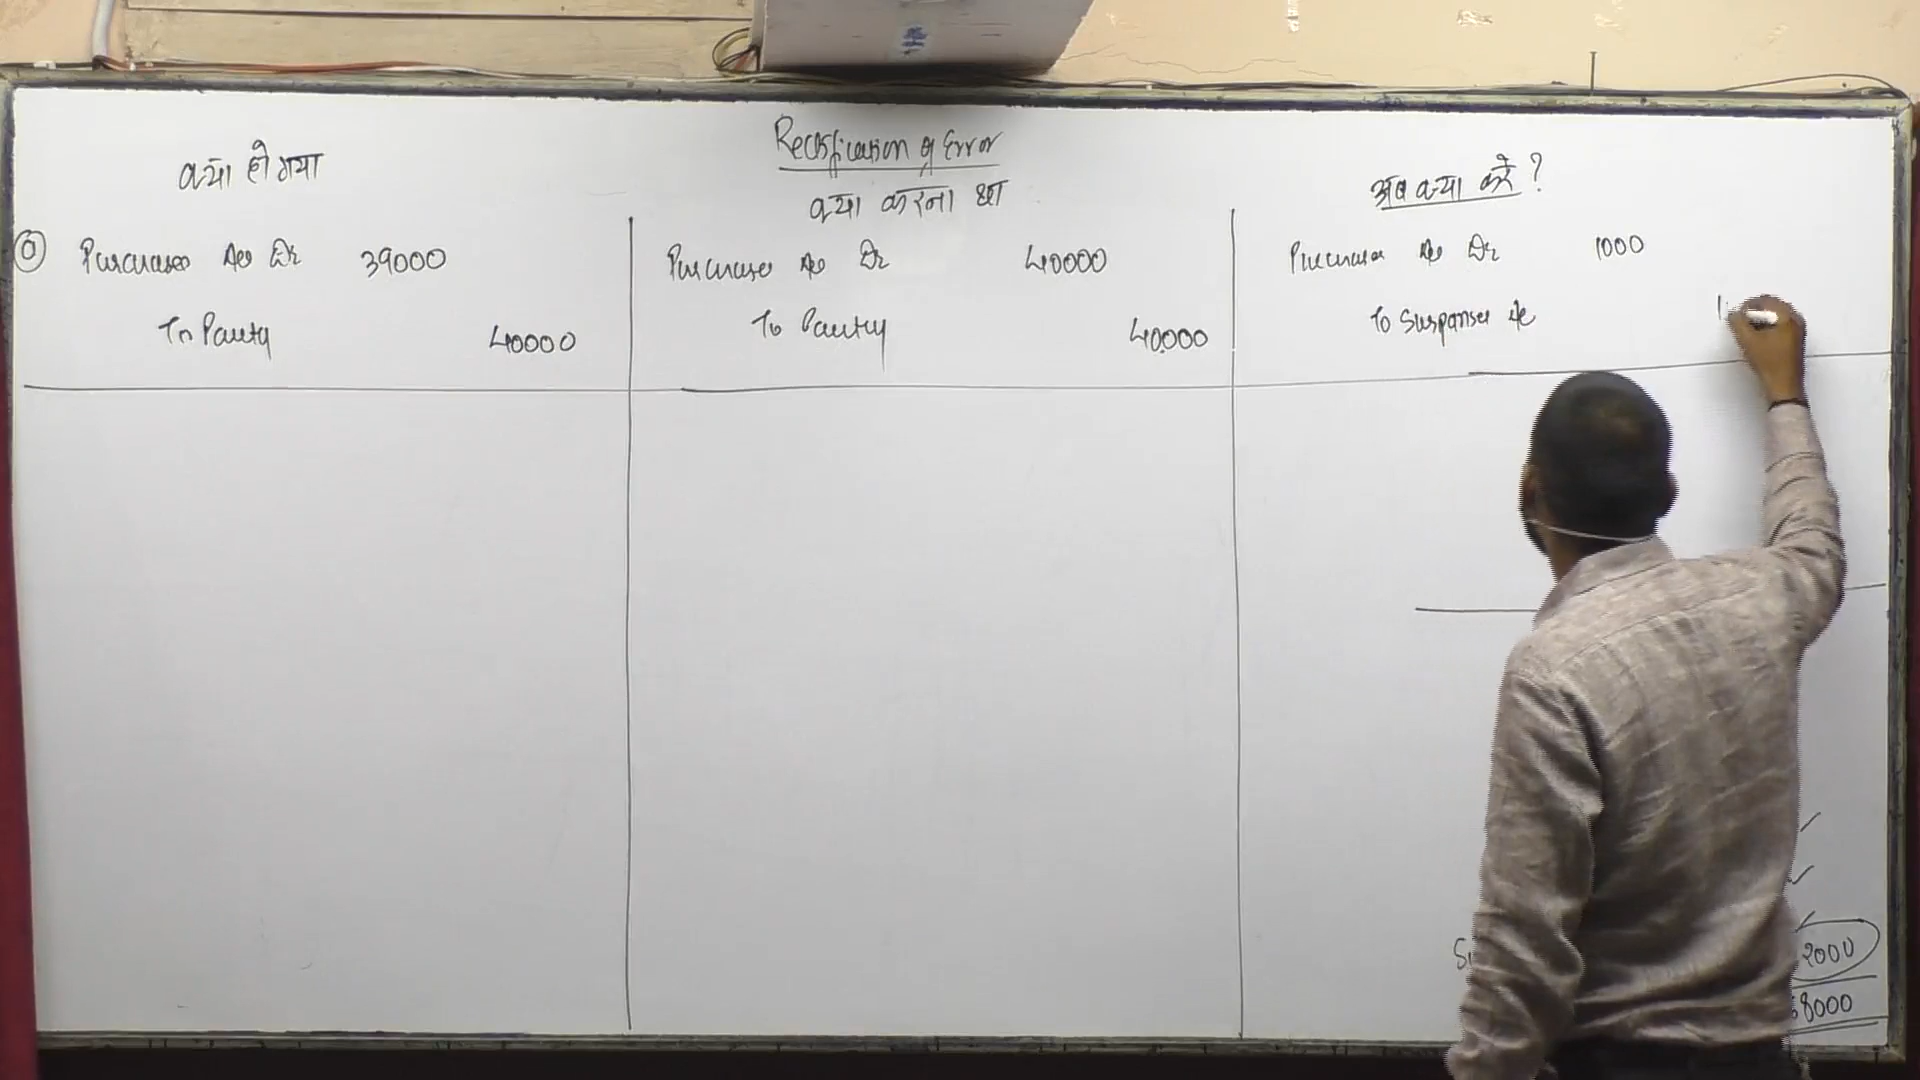 Rectification of Error
क्या हो गया
क्या करना था
अब क्या करे ?
① Purchases A/c Dr 39000
To Party 40000
Purchase A/c Dr 40000
To Party 40000
Purchase A/c Dr 1000
To Suspense A/c
2000
8000